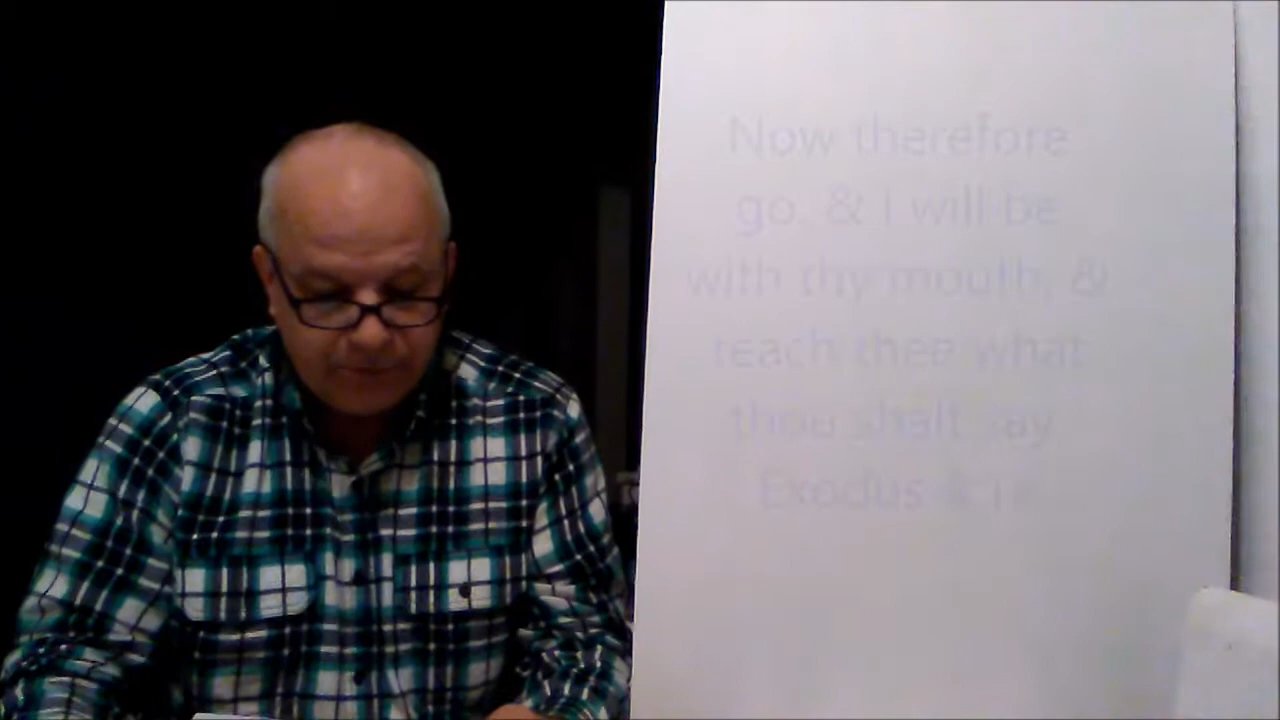 Now therefore
go, & I will be
with thy mouth, &
teach thee what
thou shalt say
Exodus